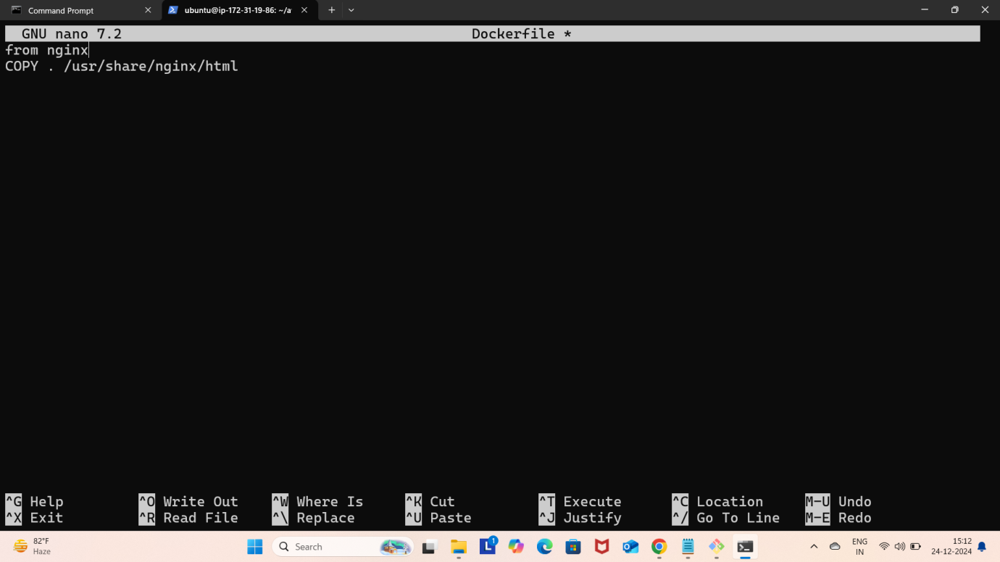 Command Prompt
ubuntu@ip-172-31-19-86: ~/a
GNU nano 7.2 Dockerfile *
from nginx
COPY . /usr/share/nginx/html
^G Help ^O Write Out ^W Where Is ^K Cut ^T Execute ^C Location M-U Undo
^X Exit ^R Read File ^\ Replace ^U Paste ^J Justify ^/ Go To Line M-E Redo
82°F
Haze
Search
L
1
ENG
IN
15:12
24-12-2024